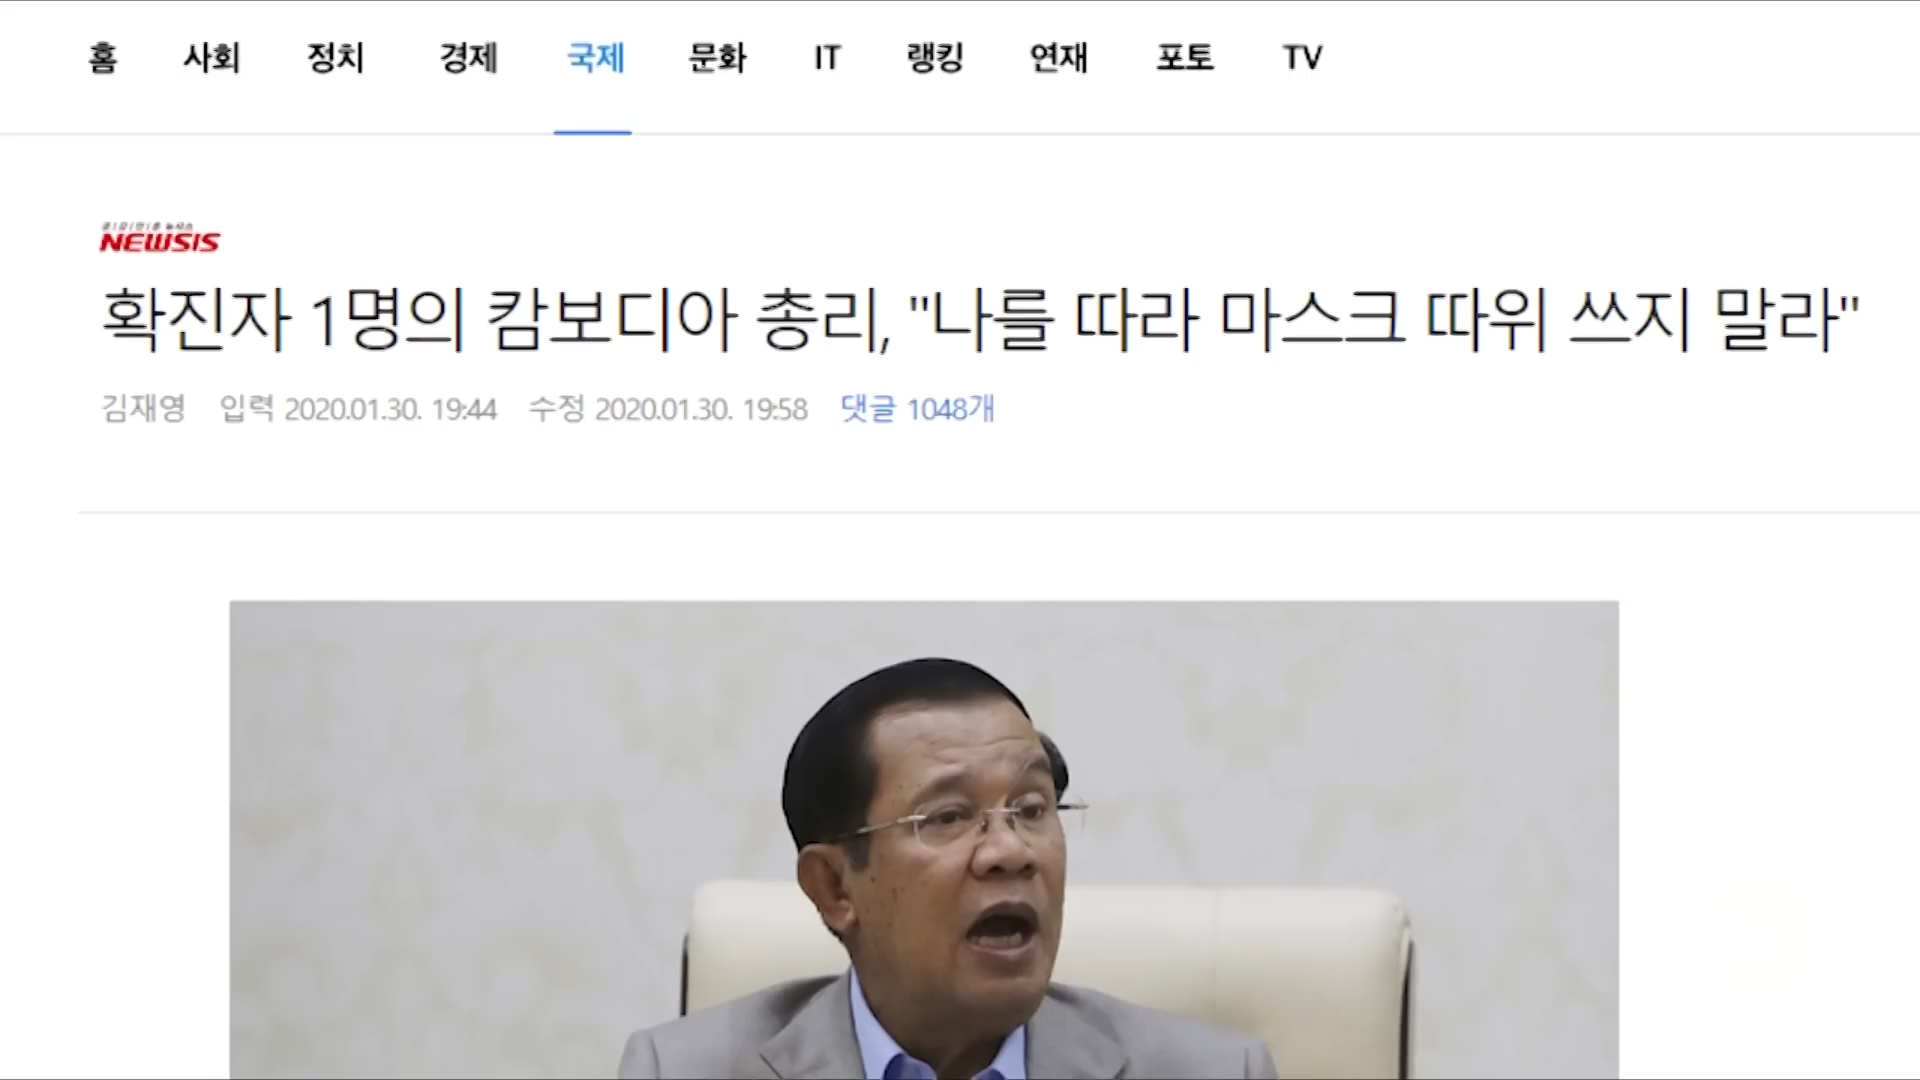 홈 사회 정치 경제 국제 문화 IT 랭킹 연재 포토 TV
NEWSIS
확진자 1명의 캄보디아 총리, "나를 따라 마스크 따위 쓰지 말라"
김재영 입력 2020.01.30. 19:44 수정 2020.01.30. 19:58 댓글 1048개